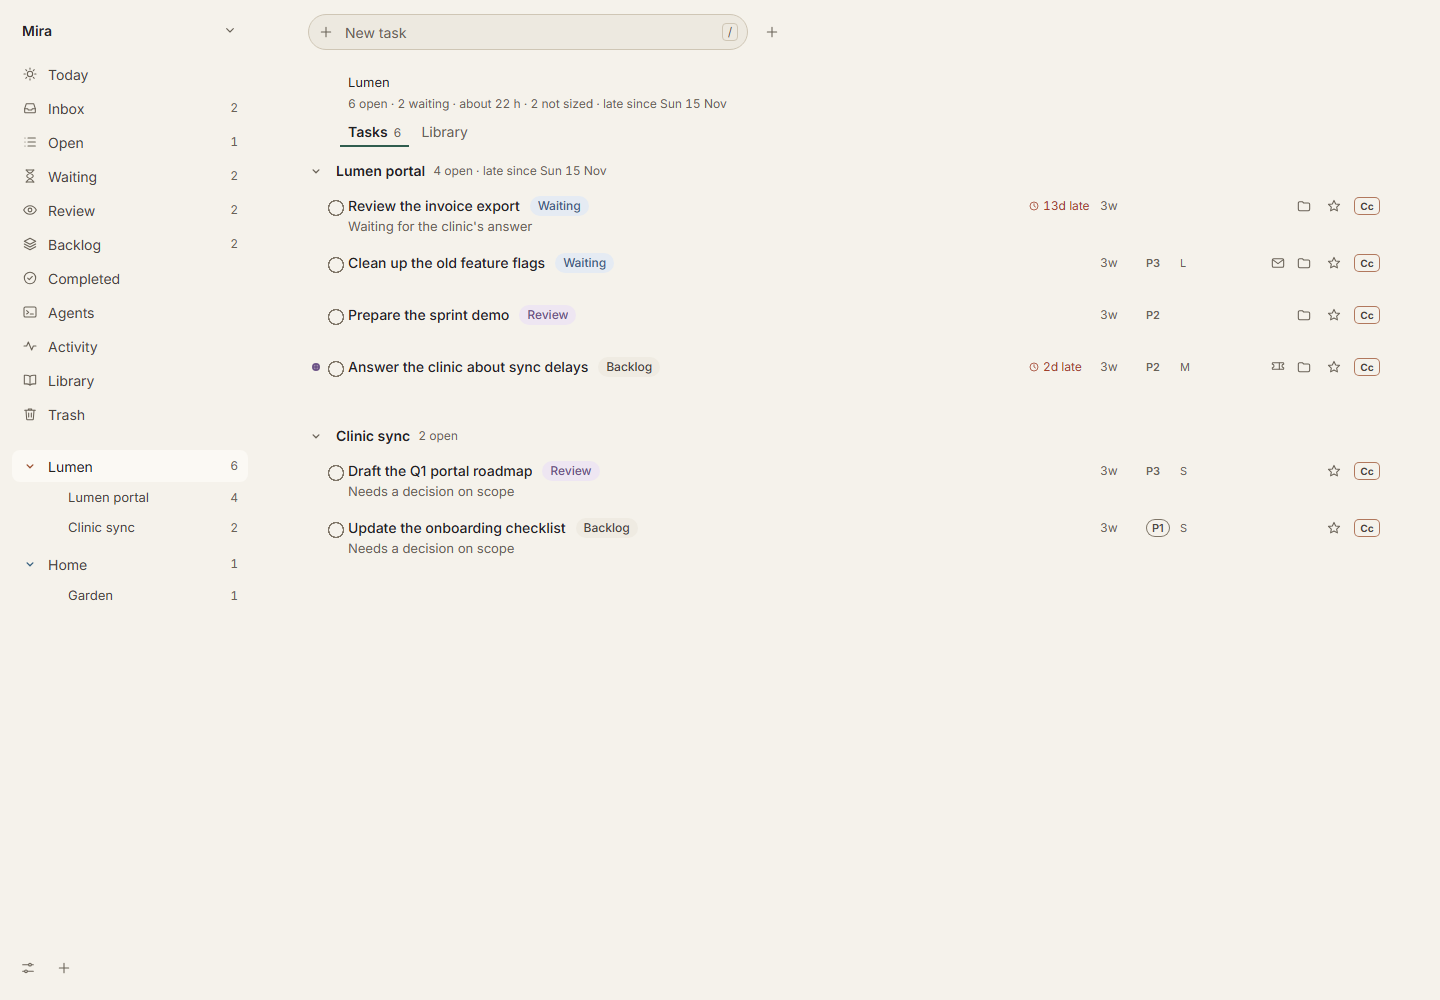 Mira
Today
Inbox 2
Open 1
Waiting 2
Review 2
Backlog 2
Completed
Agents
Activity
Library
Trash
Lumen 6
Lumen portal 4
Clinic sync 2
Home 1
Garden 1
New task /
Lumen
6 open · 2 waiting · about 22 h · 2 not sized · late since Sun 15 Nov
Tasks 6 Library
Lumen portal 4 open · late since Sun 15 Nov
Review the invoice export Waiting 13d late 3w Cc
Waiting for the clinic's answer
Clean up the old feature flags Waiting 3w P3 L Cc
Prepare the sprint demo Review 3w P2 Cc
Answer the clinic about sync delays Backlog 2d late 3w P2 M Cc
Clinic sync 2 open
Draft the Q1 portal roadmap Review 3w P3 S Cc
Needs a decision on scope
Update the onboarding checklist Backlog 3w P1 S Cc
Needs a decision on scope